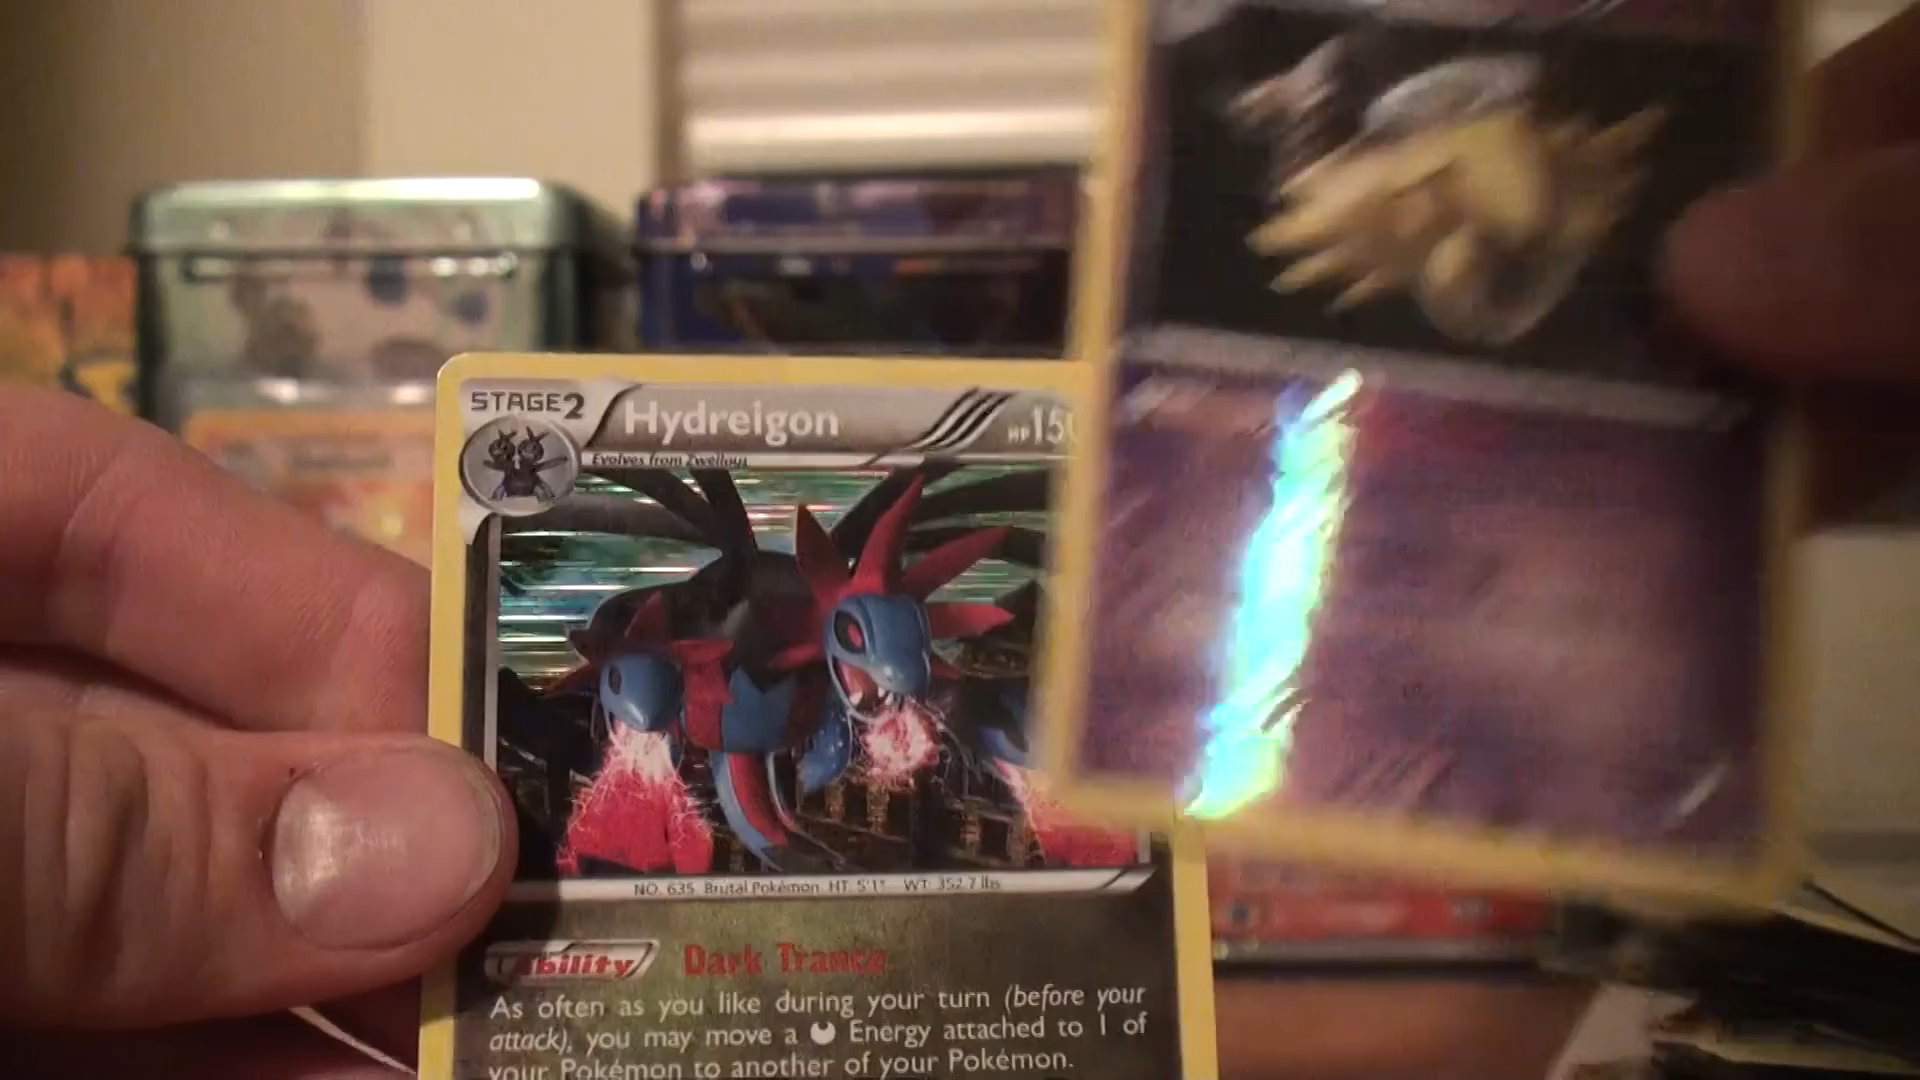 STAGE2
Hydreigon
HP150
Evolves from Zweilous
NO. 635 Brutal Pokémon HT: 5'11" WT: 352.7 lbs
Ability Dark Trance
As often as you like during your turn (before your
attack), you may move a Energy attached to 1 of
your Pokémon to another of your Pokémon.